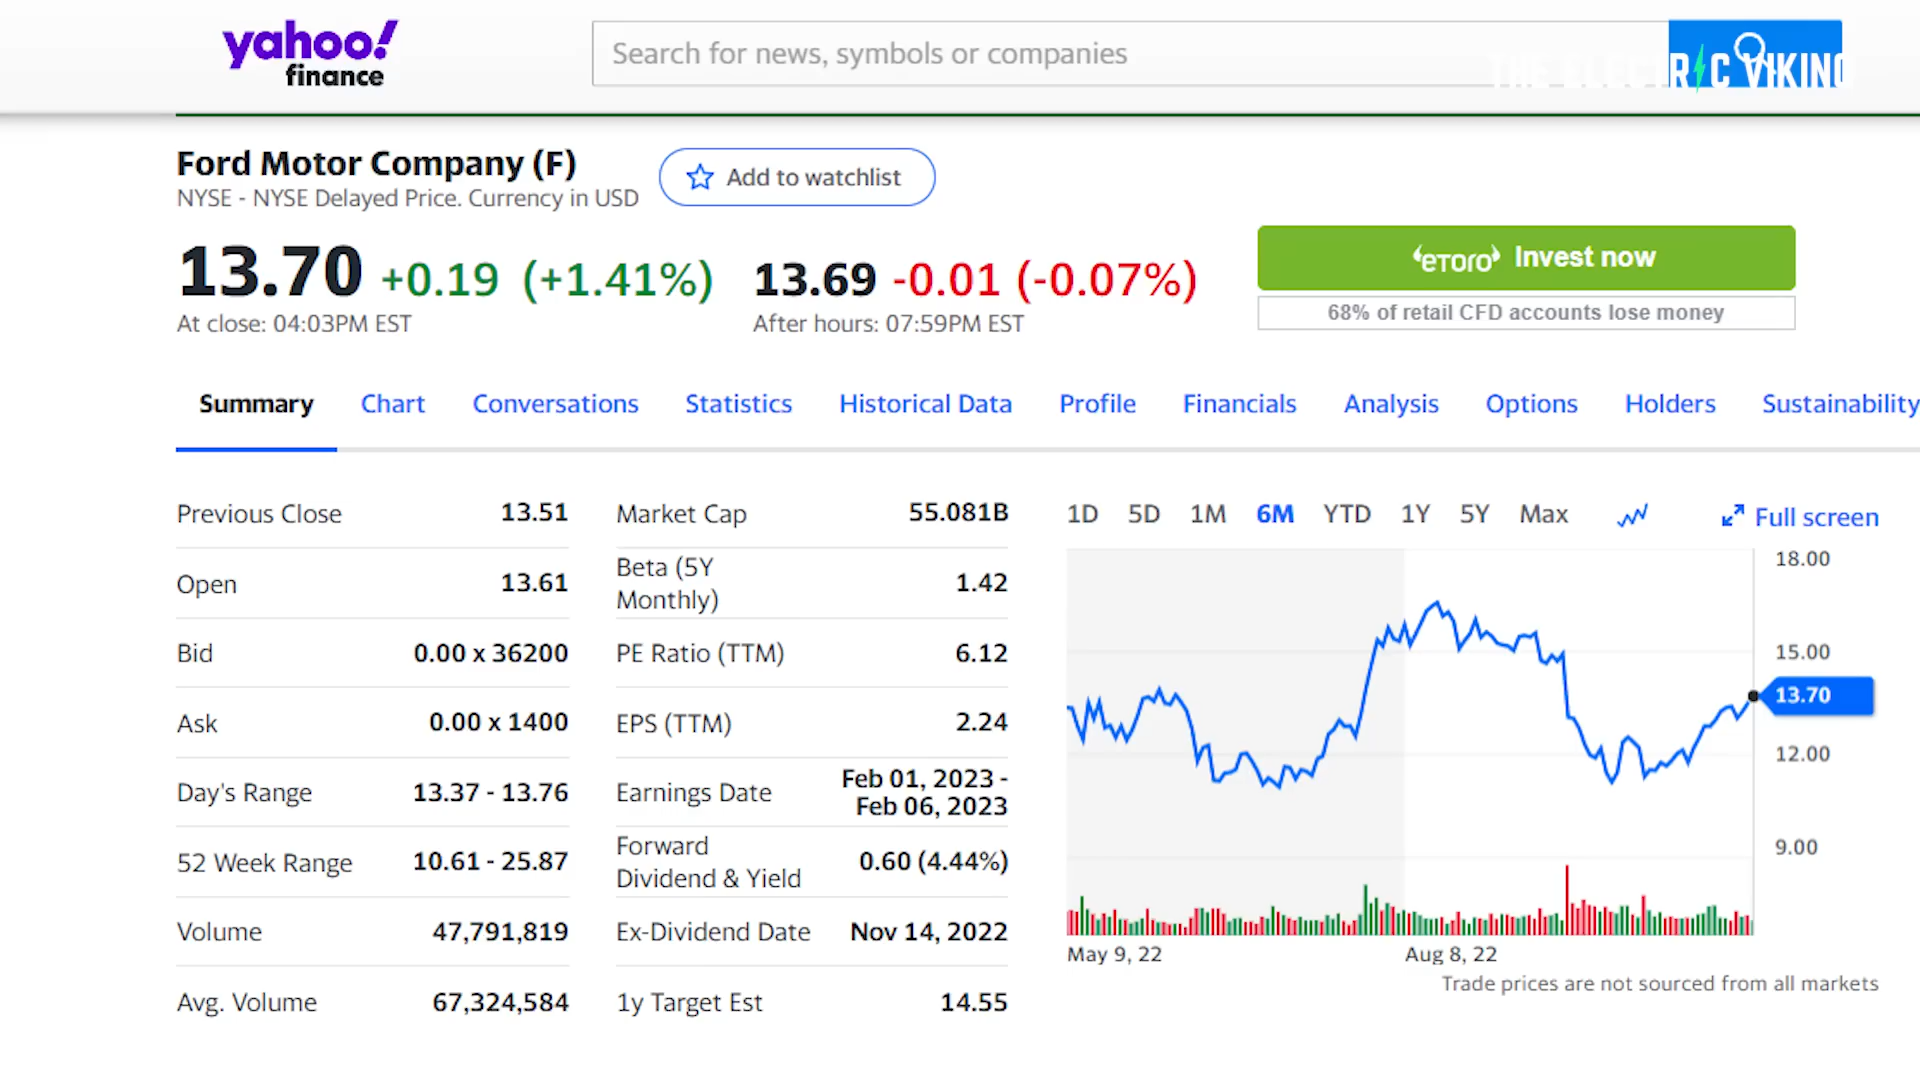 yahoo!
finance
Search for news, symbols or companies
THE ELECTRIC VIKING
Ford Motor Company (F)
NYSE - NYSE Delayed Price. Currency in USD
Add to watchlist
13.70 +0.19 (+1.41%)
At close: 04:03PM EST
13.69 -0.01 (-0.07%)
After hours: 07:59PM EST
eToro Invest now
68% of retail CFD accounts lose money
Summary Chart Conversations Statistics Historical Data Profile Financials Analysis Options Holders Sustainability
Previous Close 13.51
Open 13.61
Bid 0.00 x 36200
Ask 0.00 x 1400
Day's Range 13.37 - 13.76
52 Week Range 10.61 - 25.87
Volume 47,791,819
Avg. Volume 67,324,584
Market Cap 55.081B
Beta (5Y
Monthly) 1.42
PE Ratio (TTM) 6.12
EPS (TTM) 2.24
Earnings Date Feb 01, 2023 -
Feb 06, 2023
Forward
Dividend & Yield 0.60 (4.44%)
Ex-Dividend Date Nov 14, 2022
1y Target Est 14.55
1D 5D 1M 6M YTD 1Y 5Y Max Full screen
18.00
15.00
13.70
12.00
9.00
May 9, 22 Aug 8, 22
Trade prices are not sourced from all markets